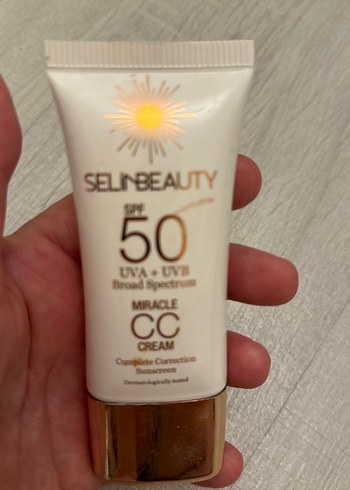 SELINBEAUTY
SPF
50
UVA + UVB
Broad Spectrum
MIRACLE
CC
CREAM
Complete Correction
Sunscreen
Dermatologically tested